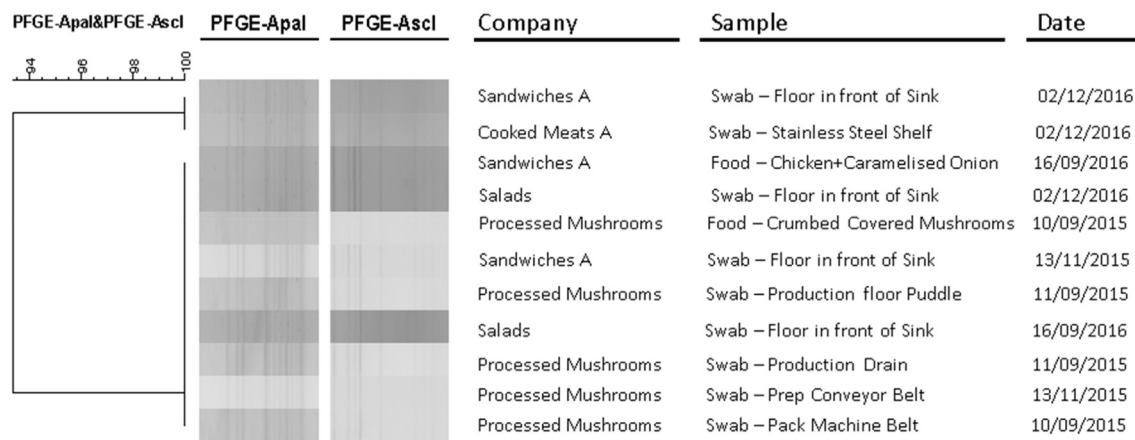 PFGE-ApaI&PFGE-AscI PFGE-ApaI PFGE-AscI Company Sample Date
94 96 98 100
Sandwiches A Swab – Floor in front of Sink 02/12/2016
Cooked Meats A Swab – Stainless Steel Shelf 02/12/2016
Sandwiches A Food – Chicken+Caramelised Onion 16/09/2016
Salads Swab – Floor in front of Sink 02/12/2016
Processed Mushrooms Food – Crumbed Covered Mushrooms 10/09/2015
Sandwiches A Swab – Floor in front of Sink 13/11/2015
Processed Mushrooms Swab – Production floor Puddle 11/09/2015
Salads Swab – Floor in front of Sink 16/09/2016
Processed Mushrooms Swab – Production Drain 11/09/2015
Processed Mushrooms Swab – Prep Conveyor Belt 13/11/2015
Processed Mushrooms Swab – Pack Machine Belt 10/09/2015